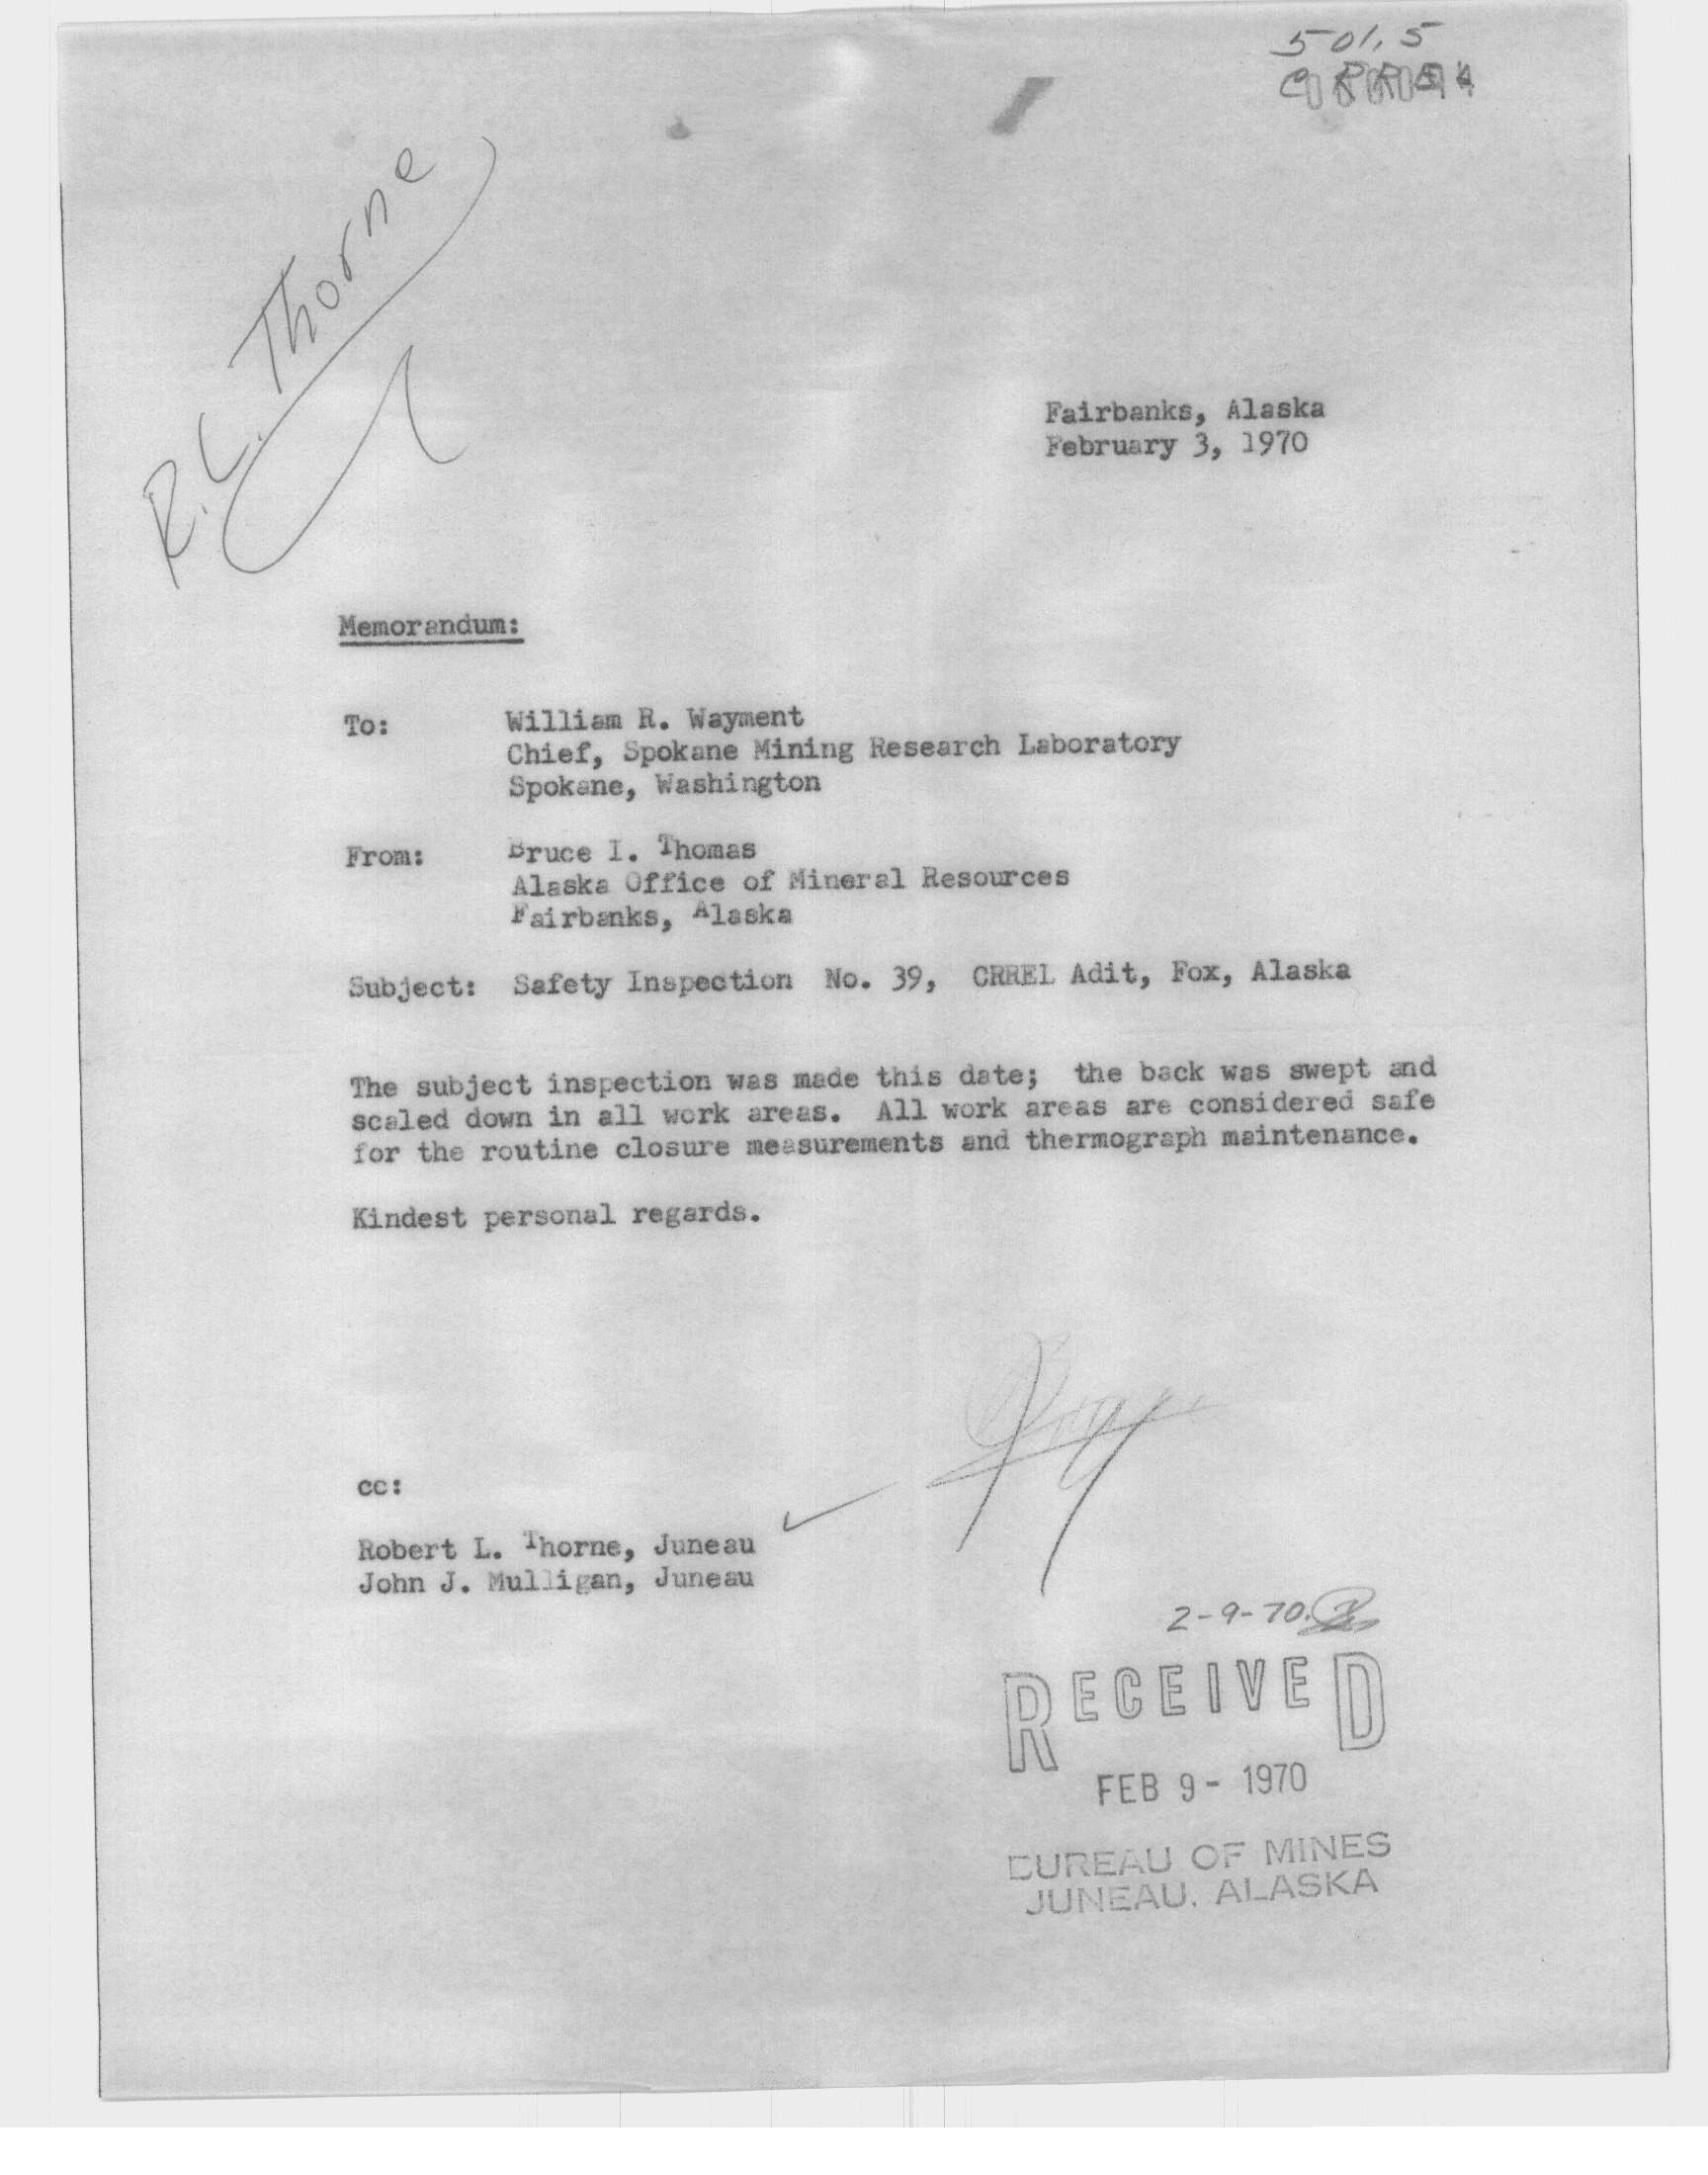 501.5
CRREL
R.L. Thorne
Fairbanks, Alaska
February 3, 1970
Memorandum:
To: William R. Wayment
Chief, Spokane Mining Research Laboratory
Spokane, Washington
From: Bruce I. Thomas
Alaska Office of Mineral Resources
Fairbanks, Alaska
Subject: Safety Inspection No. 39, CRREL Adit, Fox, Alaska
The subject inspection was made this date; the back was swept and
scaled down in all work areas. All work areas are considered safe
for the routine closure measurements and thermograph maintenance.
Kindest personal regards.
cc:
Robert L. Thorne, Juneau
John J. Mulligan, Juneau
2-9-70.
RECEIVED
FEB 9 - 1970
BUREAU OF MINES
JUNEAU, ALASKA